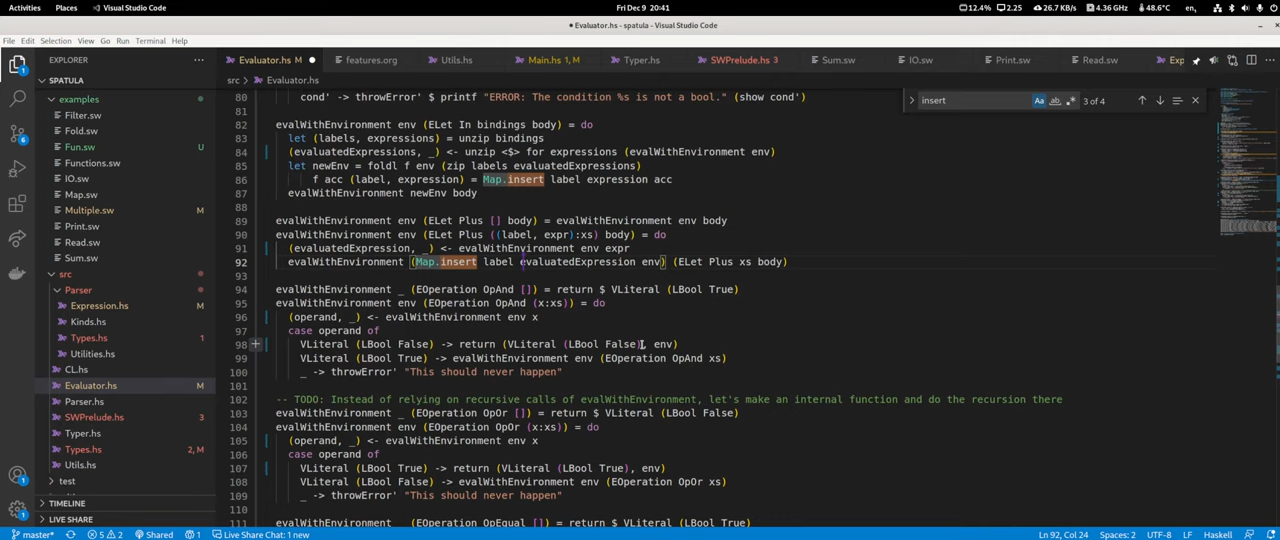 Activities Places Visual Studio Code Fri Dec 9 20:41 12.4% 2.25 26.7 KB/s 4.36 GHz 48.6°C en1
● Evaluator.hs - spatula - Visual Studio Code
File Edit Selection View Go Run Terminal Help
EXPLORER
Evaluator.hs M features.org Utils.hs Main.hs 1, M Typer.hs SWPrelude.hs 3 Sum.sw IO.sw Print.sw Read.sw Exp
SPATULA
src > Evaluator.hs
examples
Filter.sw
Fold.sw
Fun.sw U
Functions.sw
IO.sw
Map.sw
Multiple.sw M
Print.sw
Read.sw
src
Parser
Expression.hs M
Kinds.hs
Types.hs 1
Utilities.hs
CL.hs
Evaluator.hs M
Parser.hs
SWPrelude.hs 3
Typer.hs
Types.hs 2, M
Utils.hs
test
TIMELINE
LIVE SHARE
insert Aa ab .* 3 of 4
80 cond' -> throwError' $ printf "ERROR: The condition %s is not a bool." (show cond')
81
82 evalWithEnvironment env (ELet In bindings body) = do
83 let (labels, expressions) = unzip bindings
84 (evaluatedExpressions, _) <- unzip <$> for expressions (evalWithEnvironment env)
85 let newEnv = foldl f env (zip labels evaluatedExpressions)
86 f acc (label, expression) = Map.insert label expression acc
87 evalWithEnvironment newEnv body
88
89 evalWithEnvironment env (ELet Plus [] body) = evalWithEnvironment env body
90 evalWithEnvironment env (ELet Plus ((label, expr):xs) body) = do
91 (evaluatedExpression, _) <- evalWithEnvironment env expr
92 evalWithEnvironment (Map.insert label evaluatedExpression env) (ELet Plus xs body)
93
94 evalWithEnvironment _ (EOperation OpAnd []) = return $ VLiteral (LBool True)
95 evalWithEnvironment env (EOperation OpAnd (x:xs)) = do
96 (operand, _) <- evalWithEnvironment env x
97 case operand of
98 VLiteral (LBool False) -> return (VLiteral (LBool False), env)
99 VLiteral (LBool True) -> evalWithEnvironment env (EOperation OpAnd xs)
100 _ -> throwError' "This should never happen"
101
102 -- TODO: Instead of relying on recursive calls of evalWithEnvironment, let's make an internal function and do the recursion there
103 evalWithEnvironment _ (EOperation OpOr []) = return $ VLiteral (LBool False)
104 evalWithEnvironment env (EOperation OpOr (x:xs)) = do
105 (operand, _) <- evalWithEnvironment env x
106 case operand of
107 VLiteral (LBool True) -> return (VLiteral (LBool True), env)
108 VLiteral (LBool False) -> evalWithEnvironment env (EOperation OpOr xs)
109 _ -> throwError' "This should never happen"
110
111 evalWithEnvironment _ (EOperation OpEqual []) = return $ VLiteral (LBool True)
master* 5 2 Shared 1 Live Share Chat: 1 new Ln 92, Col 24 Spaces: 2 UTF-8 LF Haskell